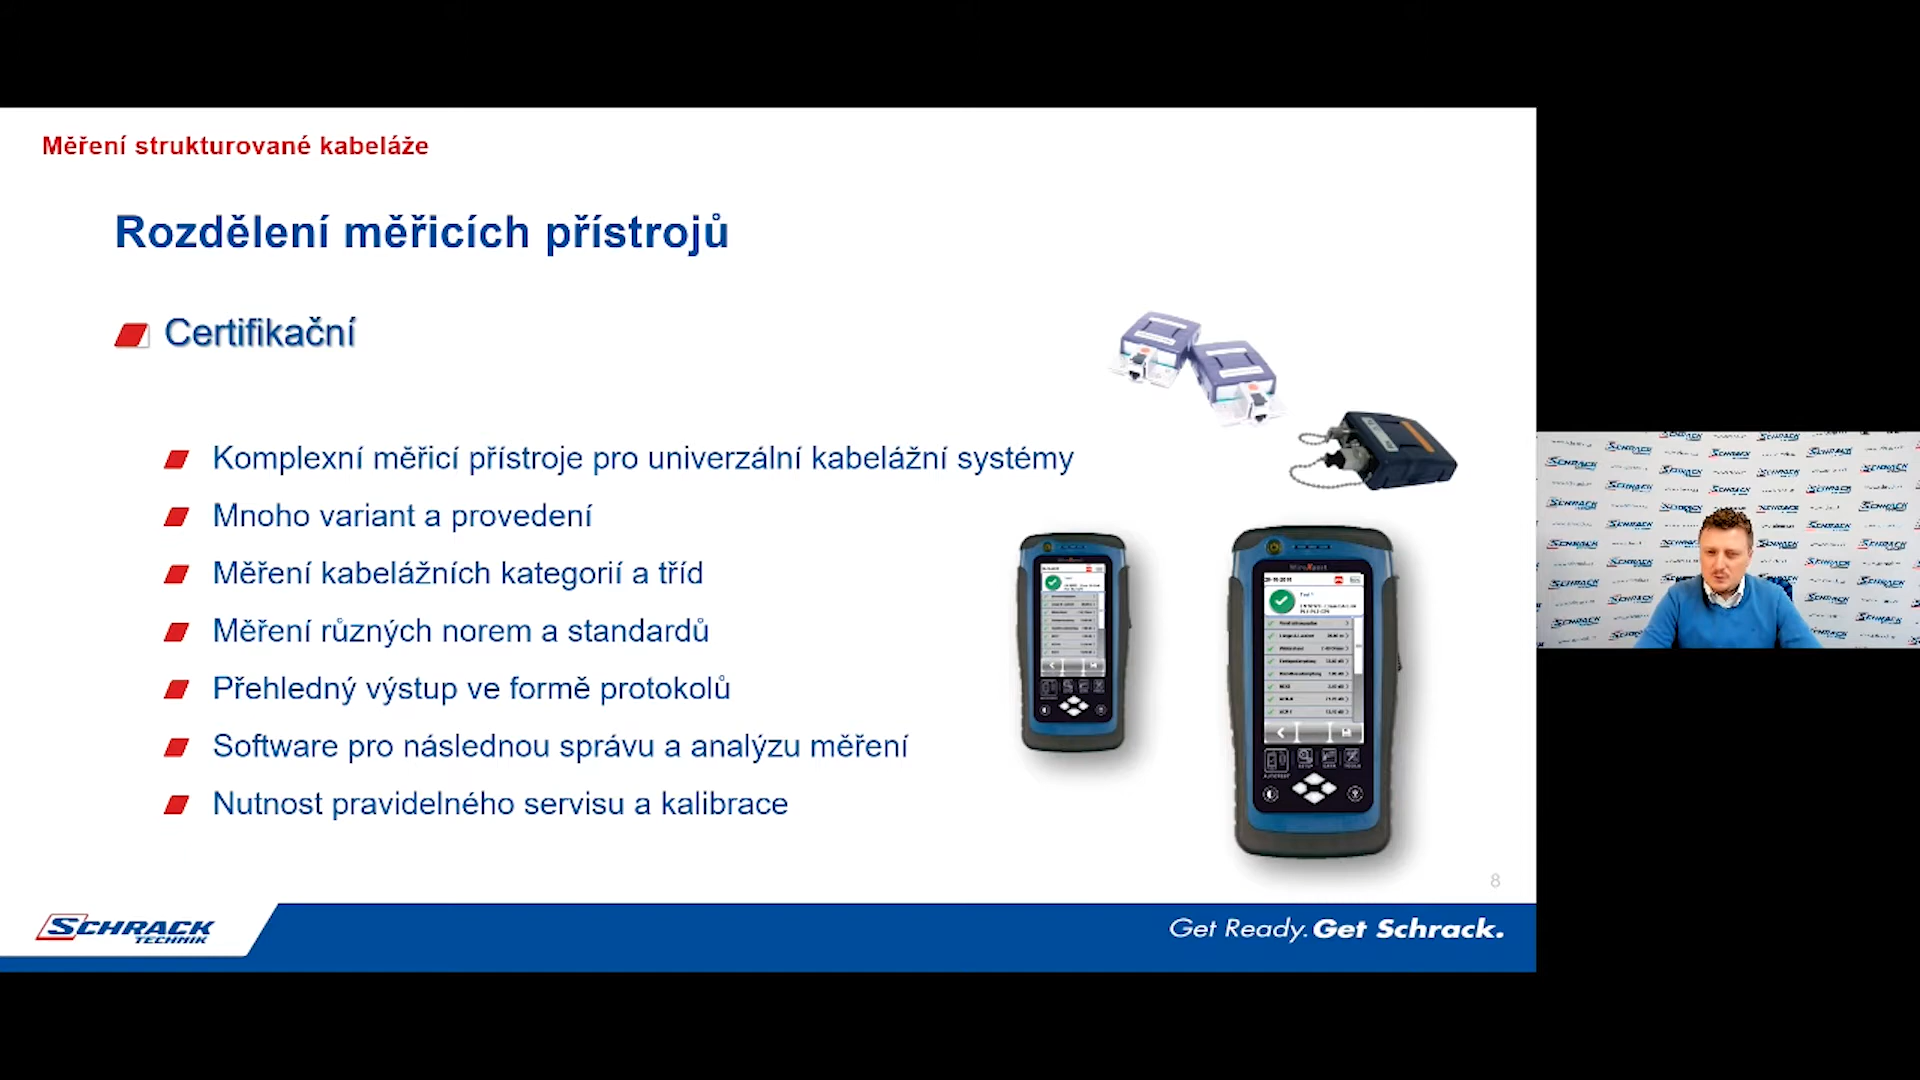 Měření strukturované kabeláže
Rozdělení měřicích přístrojů
Certifikační
Komplexní měřicí přístroje pro univerzální kabelážní systémy
Mnoho variant a provedení
Měření kabelážních kategorií a tříd
Měření různých norem a standardů
Přehledný výstup ve formě protokolů
Software pro následnou správu a analýzu měření
Nutnost pravidelného servisu a kalibrace
8
SCHRACK
TECHNIK
Get Ready. Get Schrack.